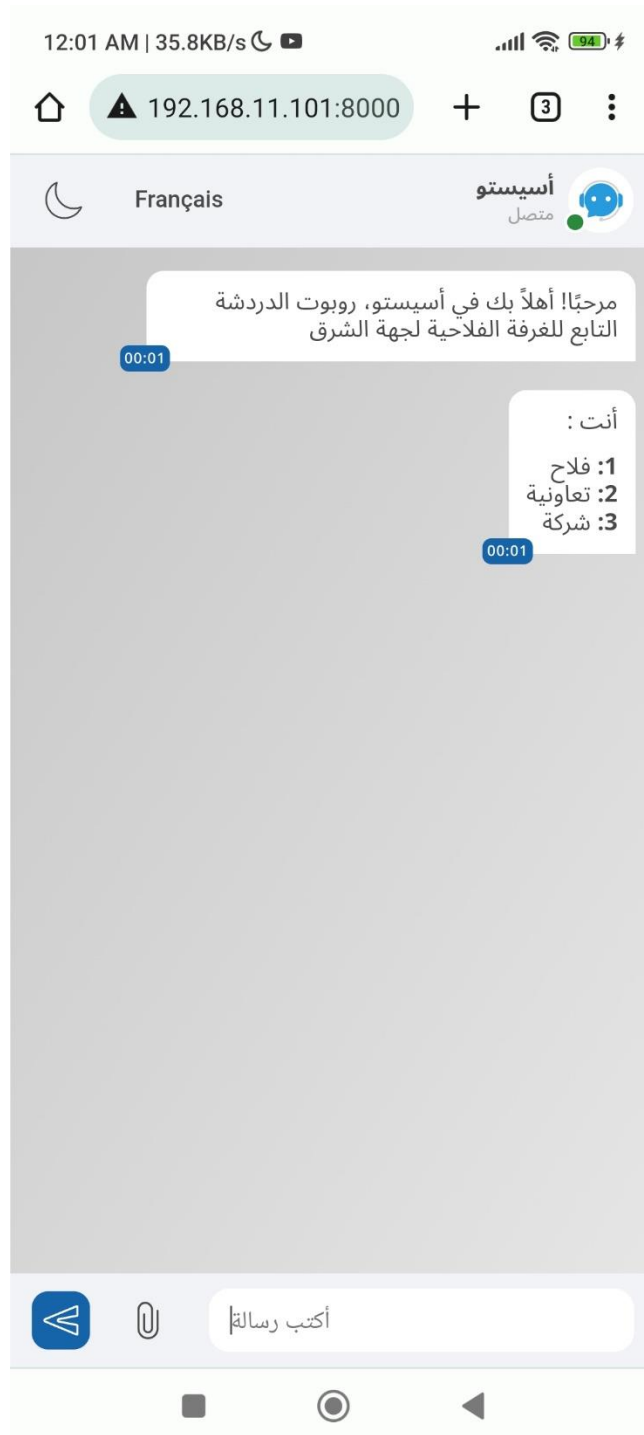 12:01 AM | 35.8KB/s
94
192.168.11.101:8000
3
Français
أسيستو
متصل
مرحبًا! أهلاً بك في أسيستو، روبوت الدردشة
التابع للغرفة الفلاحية لجهة الشرق
00:01
أنت :
1: فلاح
2: تعاونية
3: شركة
00:01
أكتب رسالة